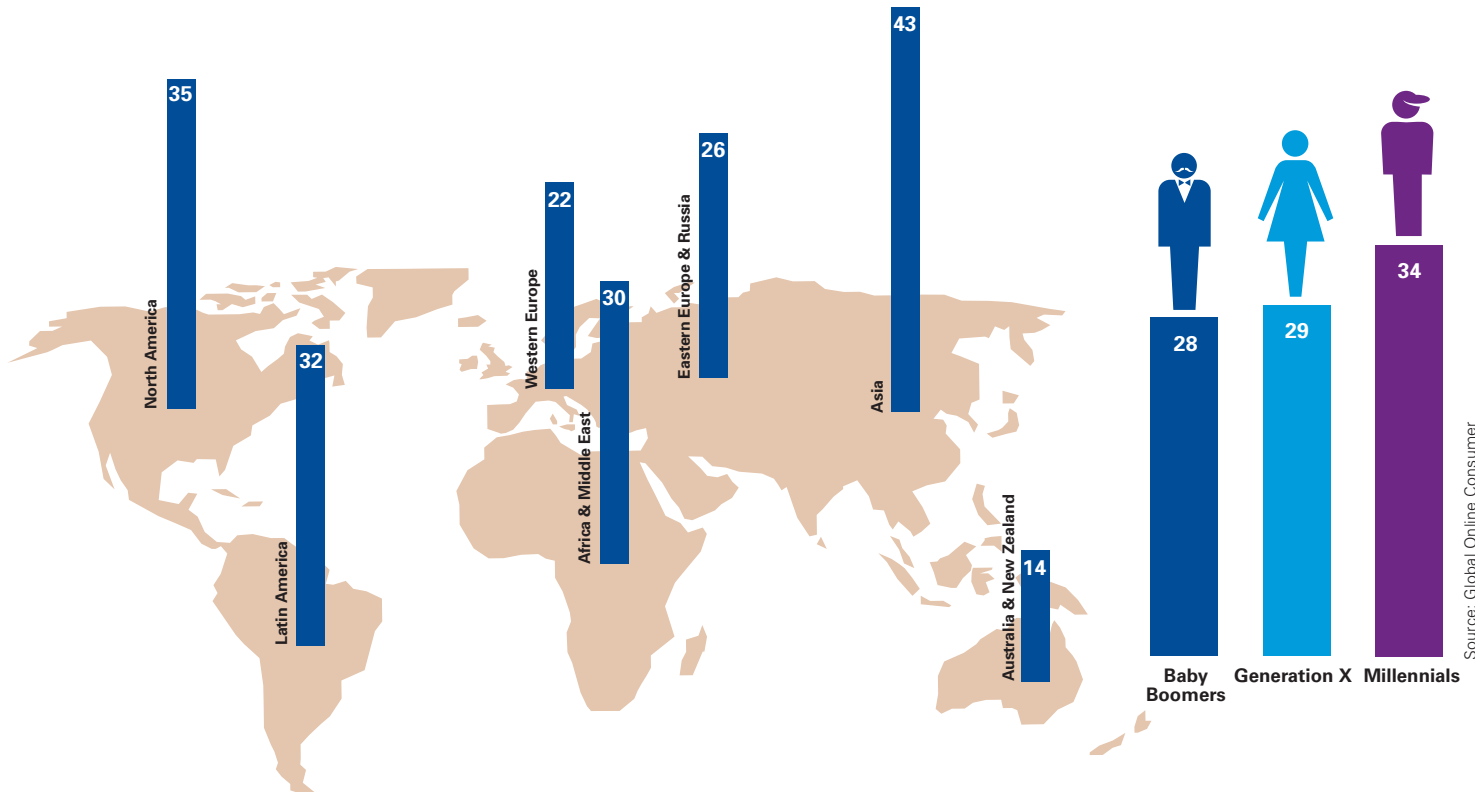 35
North America
32
Latin America
22
Western Europe
30
Africa & Middle East
26
Eastern Europe & Russia
43
Asia
14
Australia & New Zealand
28
Baby
Boomers
29
Generation X
34
Millennials
Source: Global Online Consumer